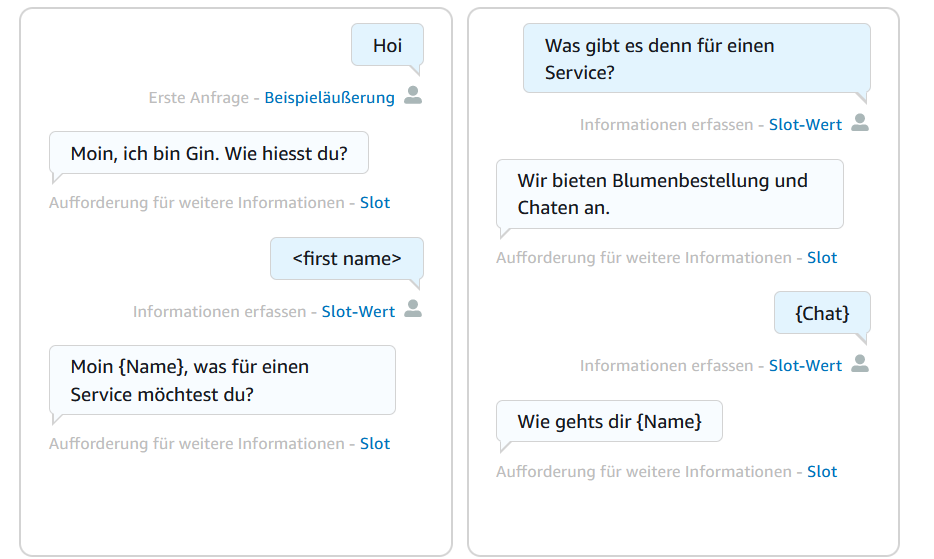 Hoi
Erste Anfrage - Beispieläußerung
Moin, ich bin Gin. Wie hiesst du?
Aufforderung für weitere Informationen - Slot
<first name>
Informationen erfassen - Slot-Wert
Moin {Name}, was für einen
Service möchtest du?
Aufforderung für weitere Informationen - Slot
Was gibt es denn für einen
Service?
Informationen erfassen - Slot-Wert
Wir bieten Blumenbestellung und
Chaten an.
Aufforderung für weitere Informationen - Slot
{Chat}
Informationen erfassen - Slot-Wert
Wie gehts dir {Name}
Aufforderung für weitere Informationen - Slot